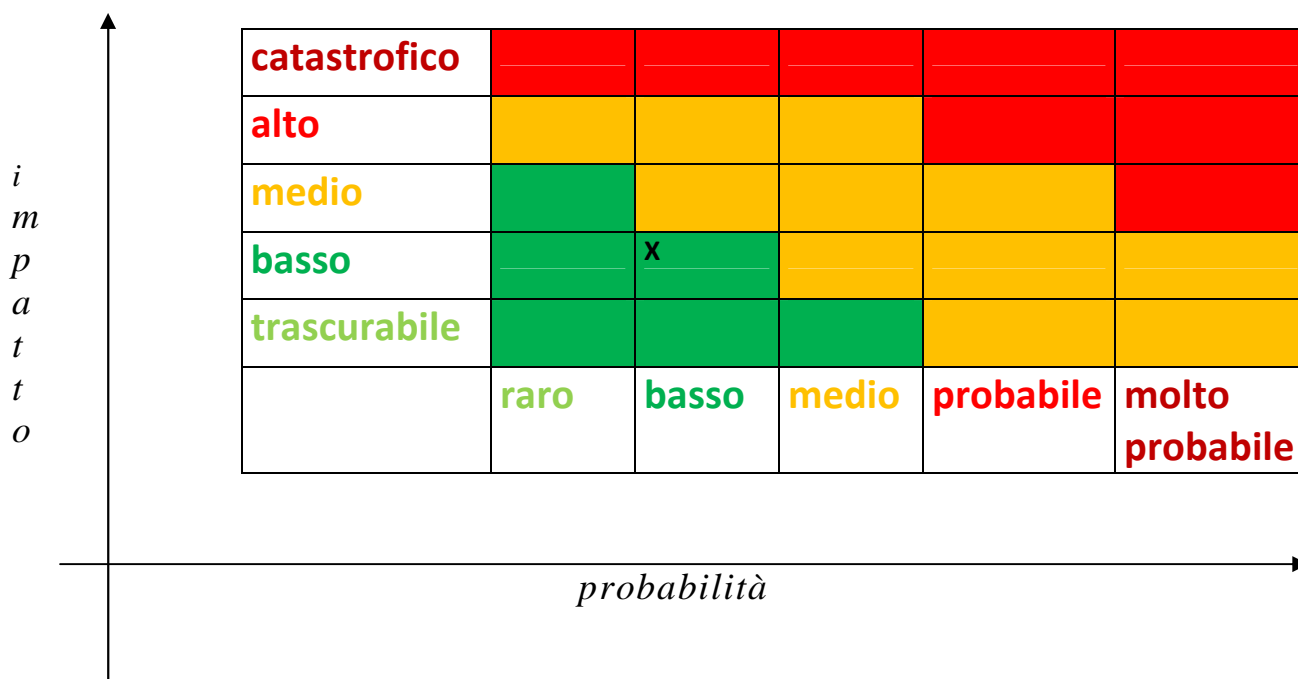 catastrofico
alto
medio
basso x
trascurabile
raro basso medio probabile molto
probabile
i
m
p
a
t
t
o
probabilità